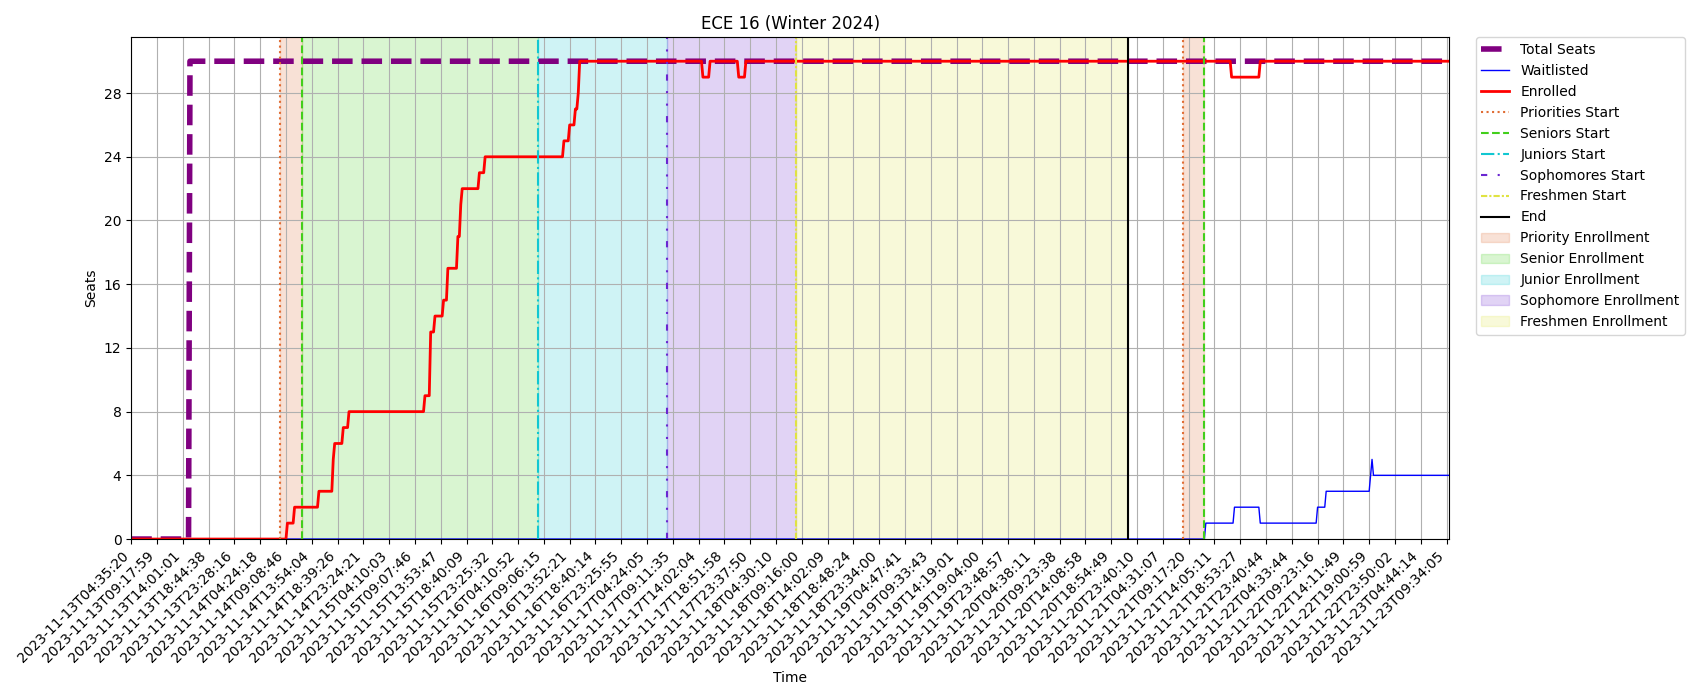 ECE 16 (Winter 2024)
Seats
28
24
20
16
12
8
4
0
2023-11-13T04:35:20
2023-11-13T09:17:59
2023-11-13T14:01:01
2023-11-13T18:44:38
2023-11-13T23:28:16
2023-11-14T04:24:18
2023-11-14T09:08:46
2023-11-14T13:54:04
2023-11-14T18:39:26
2023-11-14T23:24:21
2023-11-15T04:10:03
2023-11-15T09:07:46
2023-11-15T13:53:47
2023-11-15T18:40:09
2023-11-15T23:25:32
2023-11-16T04:10:52
2023-11-16T09:06:15
2023-11-16T13:52:21
2023-11-16T18:40:14
2023-11-16T23:25:55
2023-11-17T04:24:05
2023-11-17T09:11:35
2023-11-17T14:02:04
2023-11-17T18:51:58
2023-11-17T23:37:50
2023-11-18T04:30:10
2023-11-18T09:16:00
2023-11-18T14:02:09
2023-11-18T18:48:24
2023-11-18T23:34:00
2023-11-19T04:47:41
2023-11-19T09:33:43
2023-11-19T14:19:01
2023-11-19T19:04:00
2023-11-19T23:48:57
2023-11-20T04:38:11
2023-11-20T09:23:38
2023-11-20T14:08:58
2023-11-20T18:54:49
2023-11-20T23:40:10
2023-11-21T04:31:07
2023-11-21T09:17:20
2023-11-21T14:05:11
2023-11-21T18:53:27
2023-11-21T23:40:44
2023-11-22T04:33:44
2023-11-22T09:23:16
2023-11-22T14:11:49
2023-11-22T19:00:59
2023-11-22T23:50:02
2023-11-23T04:44:14
2023-11-23T09:34:05
Time
Total Seats
Waitlisted
Enrolled
Priorities Start
Seniors Start
Juniors Start
Sophomores Start
Freshmen Start
End
Priority Enrollment
Senior Enrollment
Junior Enrollment
Sophomore Enrollment
Freshmen Enrollment